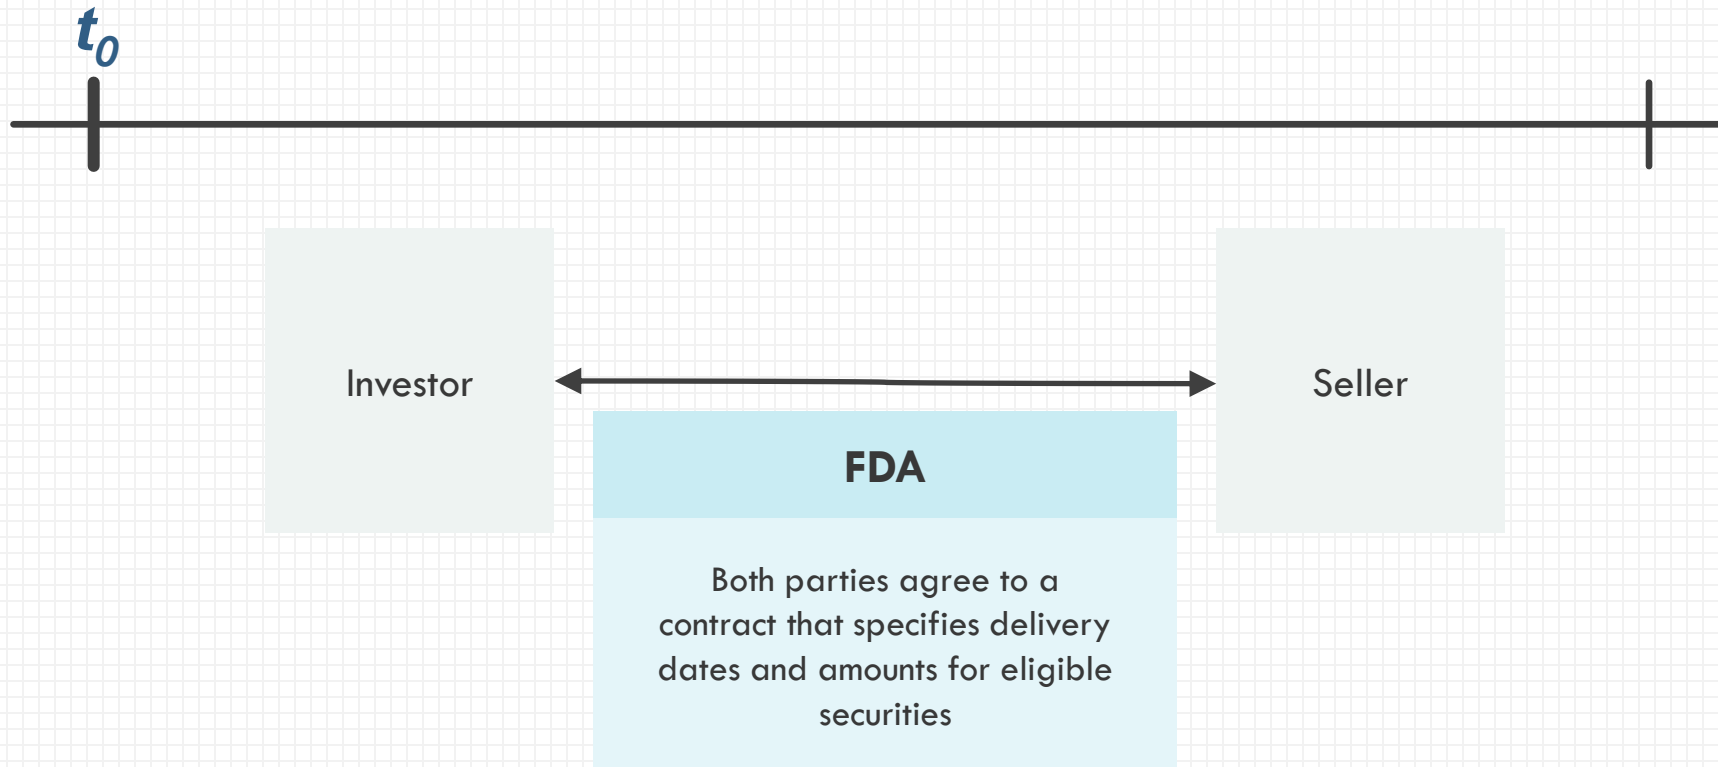 t0
Investor
Seller
FDA
Both parties agree to a
contract that specifies delivery
dates and amounts for eligible
securities